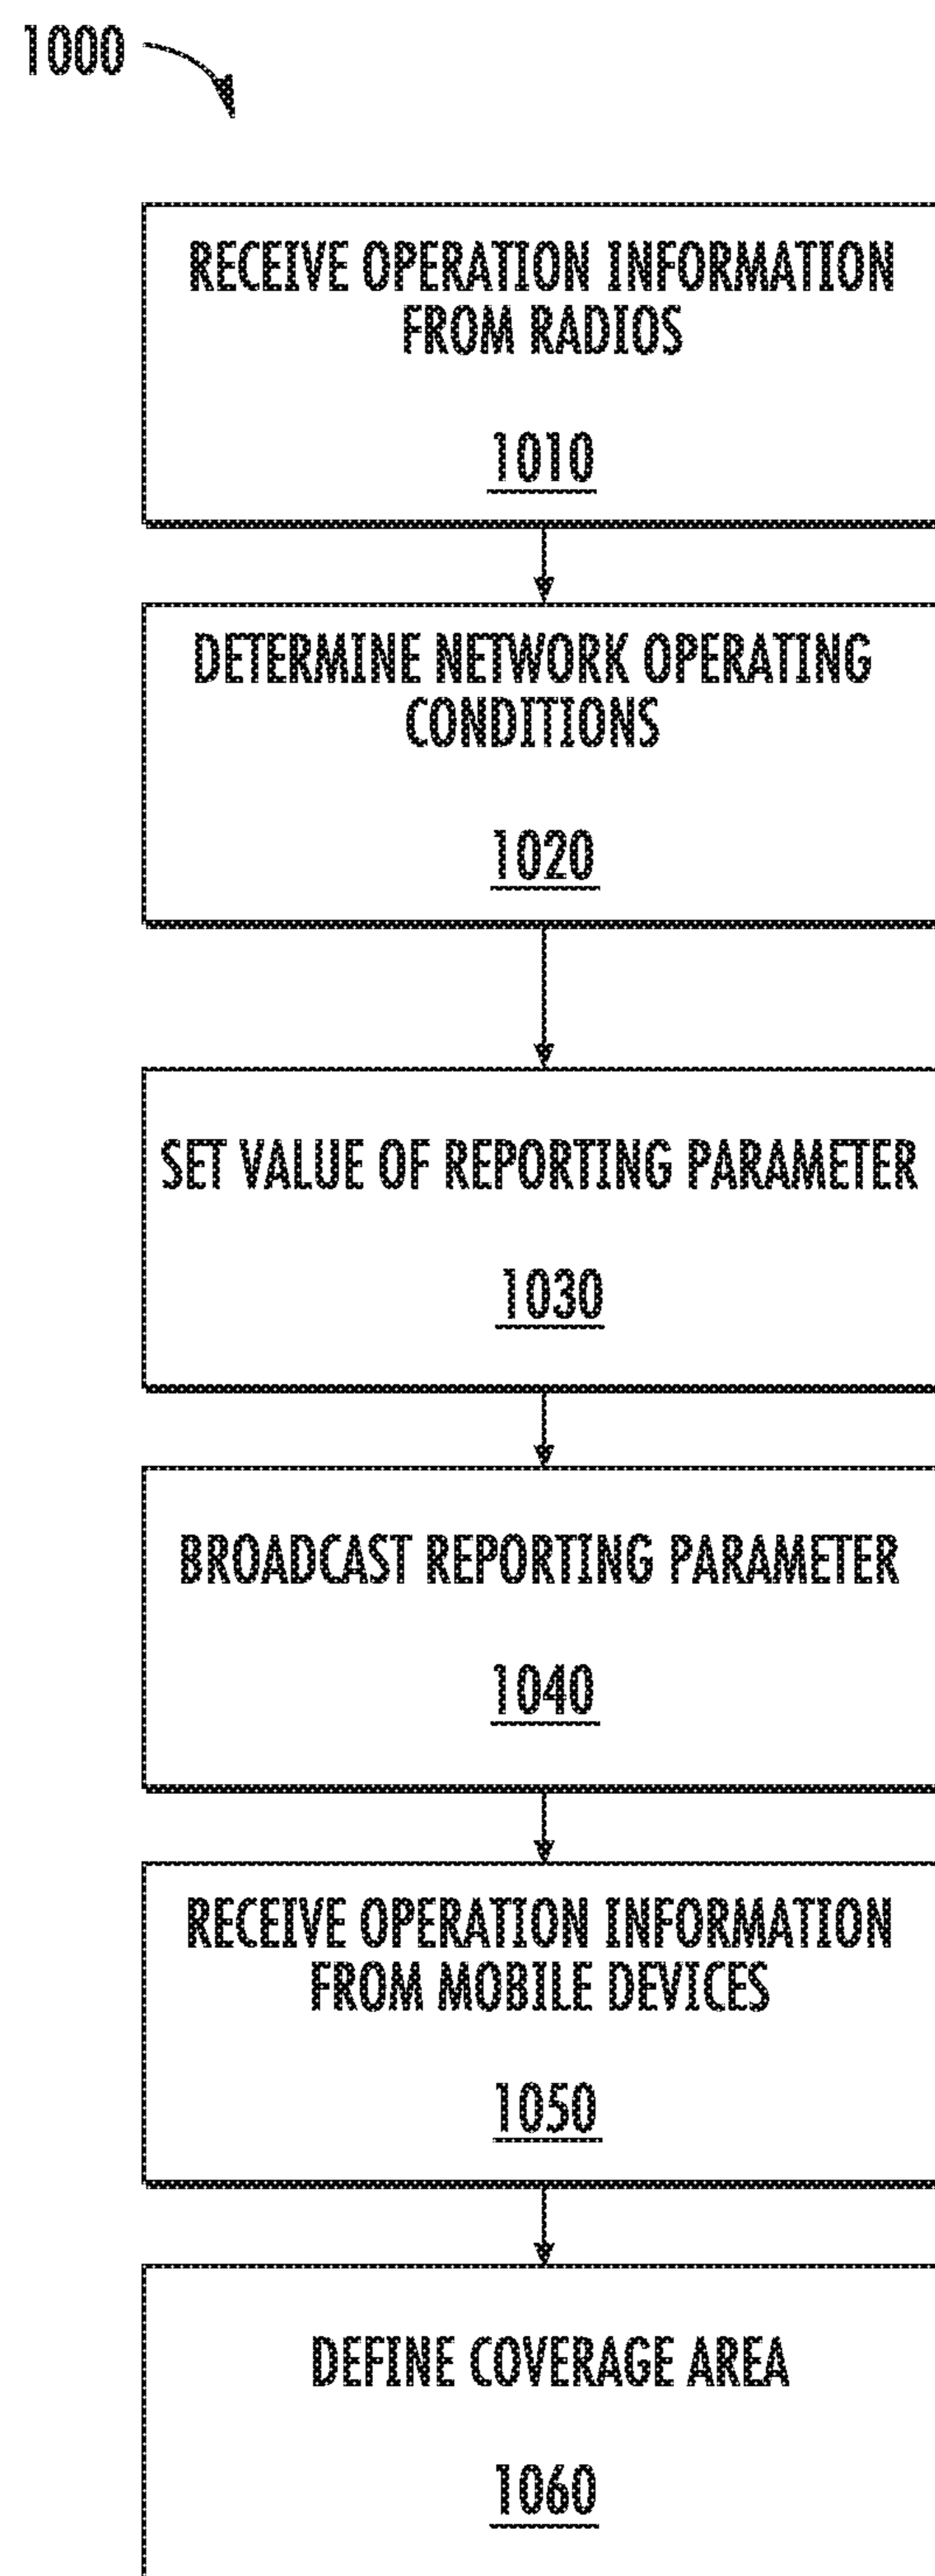 1000
RECEIVE OPERATION INFORMATION
FROM RADIOS
1010
DETERMINE NETWORK OPERATING
CONDITIONS
1020
SET VALUE OF REPORTING PARAMETER
1030
BROADCAST REPORTING PARAMETER
1040
RECEIVE OPERATION INFORMATION
FROM MOBILE DEVICES
1050
DEFINE COVERAGE AREA
1060